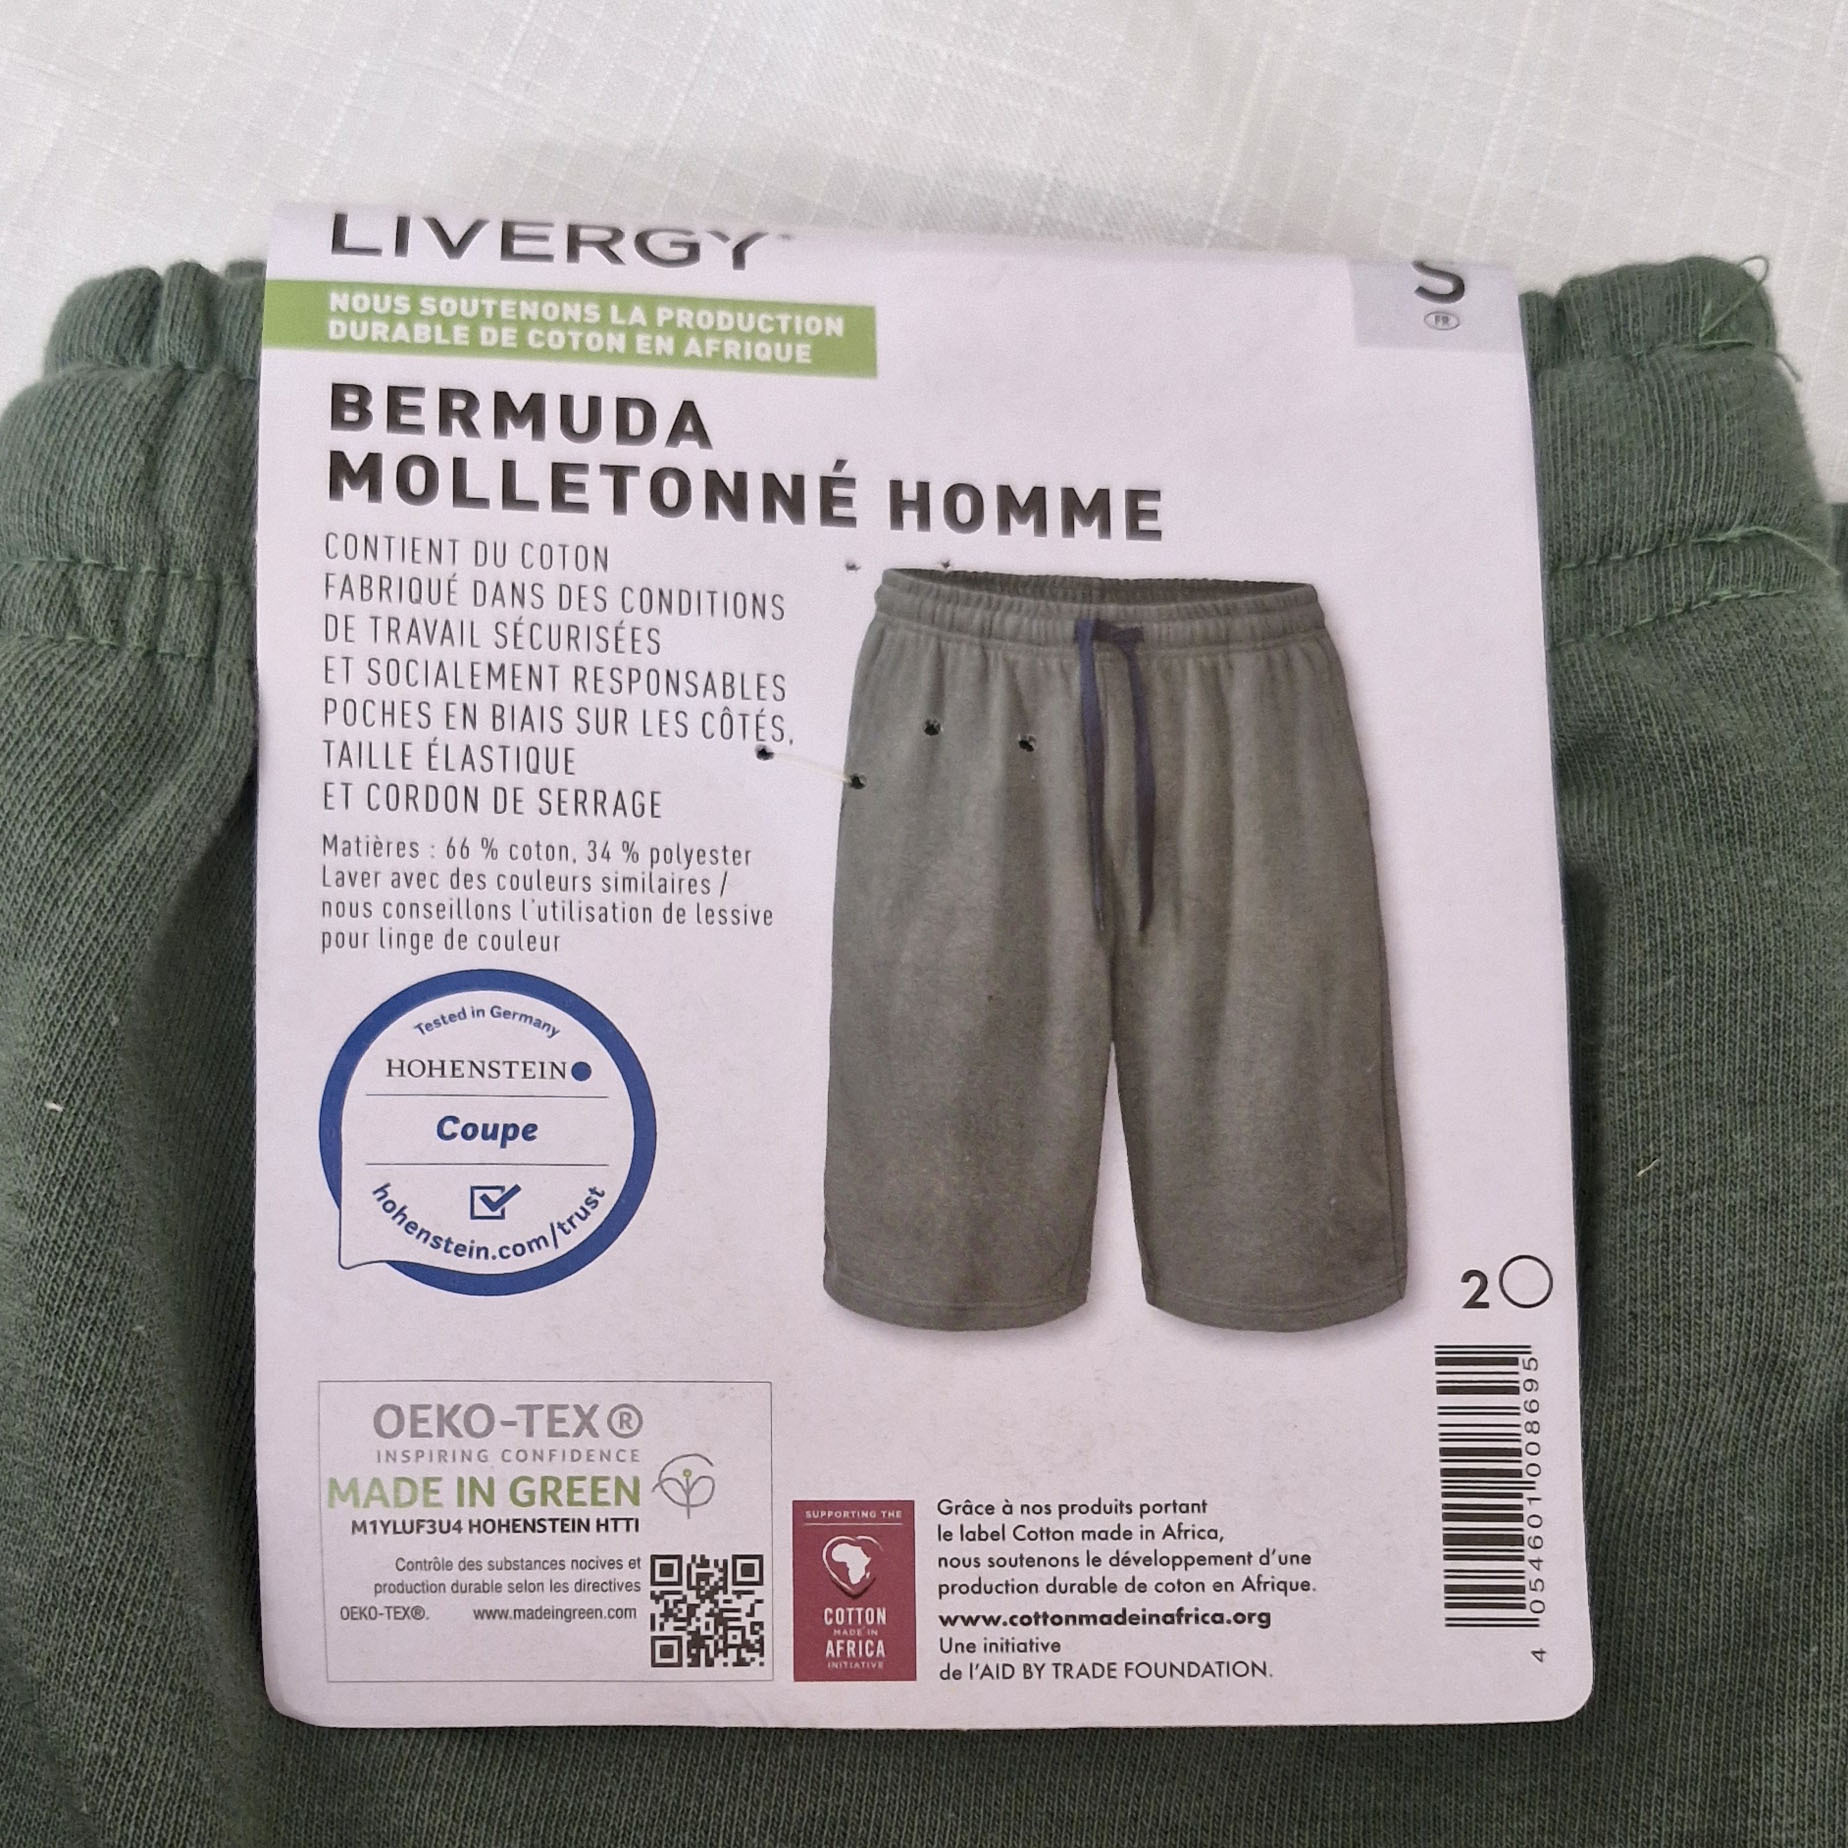 LIVERGY
S
FR
NOUS SOUTENONS LA PRODUCTION
DURABLE DE COTON EN AFRIQUE
BERMUDA
MOLLETONNÉ HOMME
CONTIENT DU COTON
FABRIQUÉ DANS DES CONDITIONS
DE TRAVAIL SÉCURISÉES
ET SOCIALEMENT RESPONSABLES
POCHES EN BIAIS SUR LES CÔTÉS,
TAILLE ÉLASTIQUE
ET CORDON DE SERRAGE
Matières : 66 % coton, 34 % polyester
Laver avec des couleurs similaires /
nous conseillons l'utilisation de lessive
pour linge de couleur
Tested in Germany
HOHENSTEIN
Coupe
hohenstein.com/trust
2
4 054601 008695
OEKO-TEX®
INSPIRING CONFIDENCE
MADE IN GREEN
M1YLUF3U4 HOHENSTEIN HTTI
Contrôle des substances nocives et
production durable selon les directives
OEKO-TEX®. www.madeingreen.com
SUPPORTING THE
COTTON
MADE IN
AFRICA
INITIATIVE
Grâce à nos produits portant
le label Cotton made in Africa,
nous soutenons le développement d'une
production durable de coton en Afrique.
www.cottonmadeinafrica.org
Une initiative
de l'AID BY TRADE FOUNDATION.